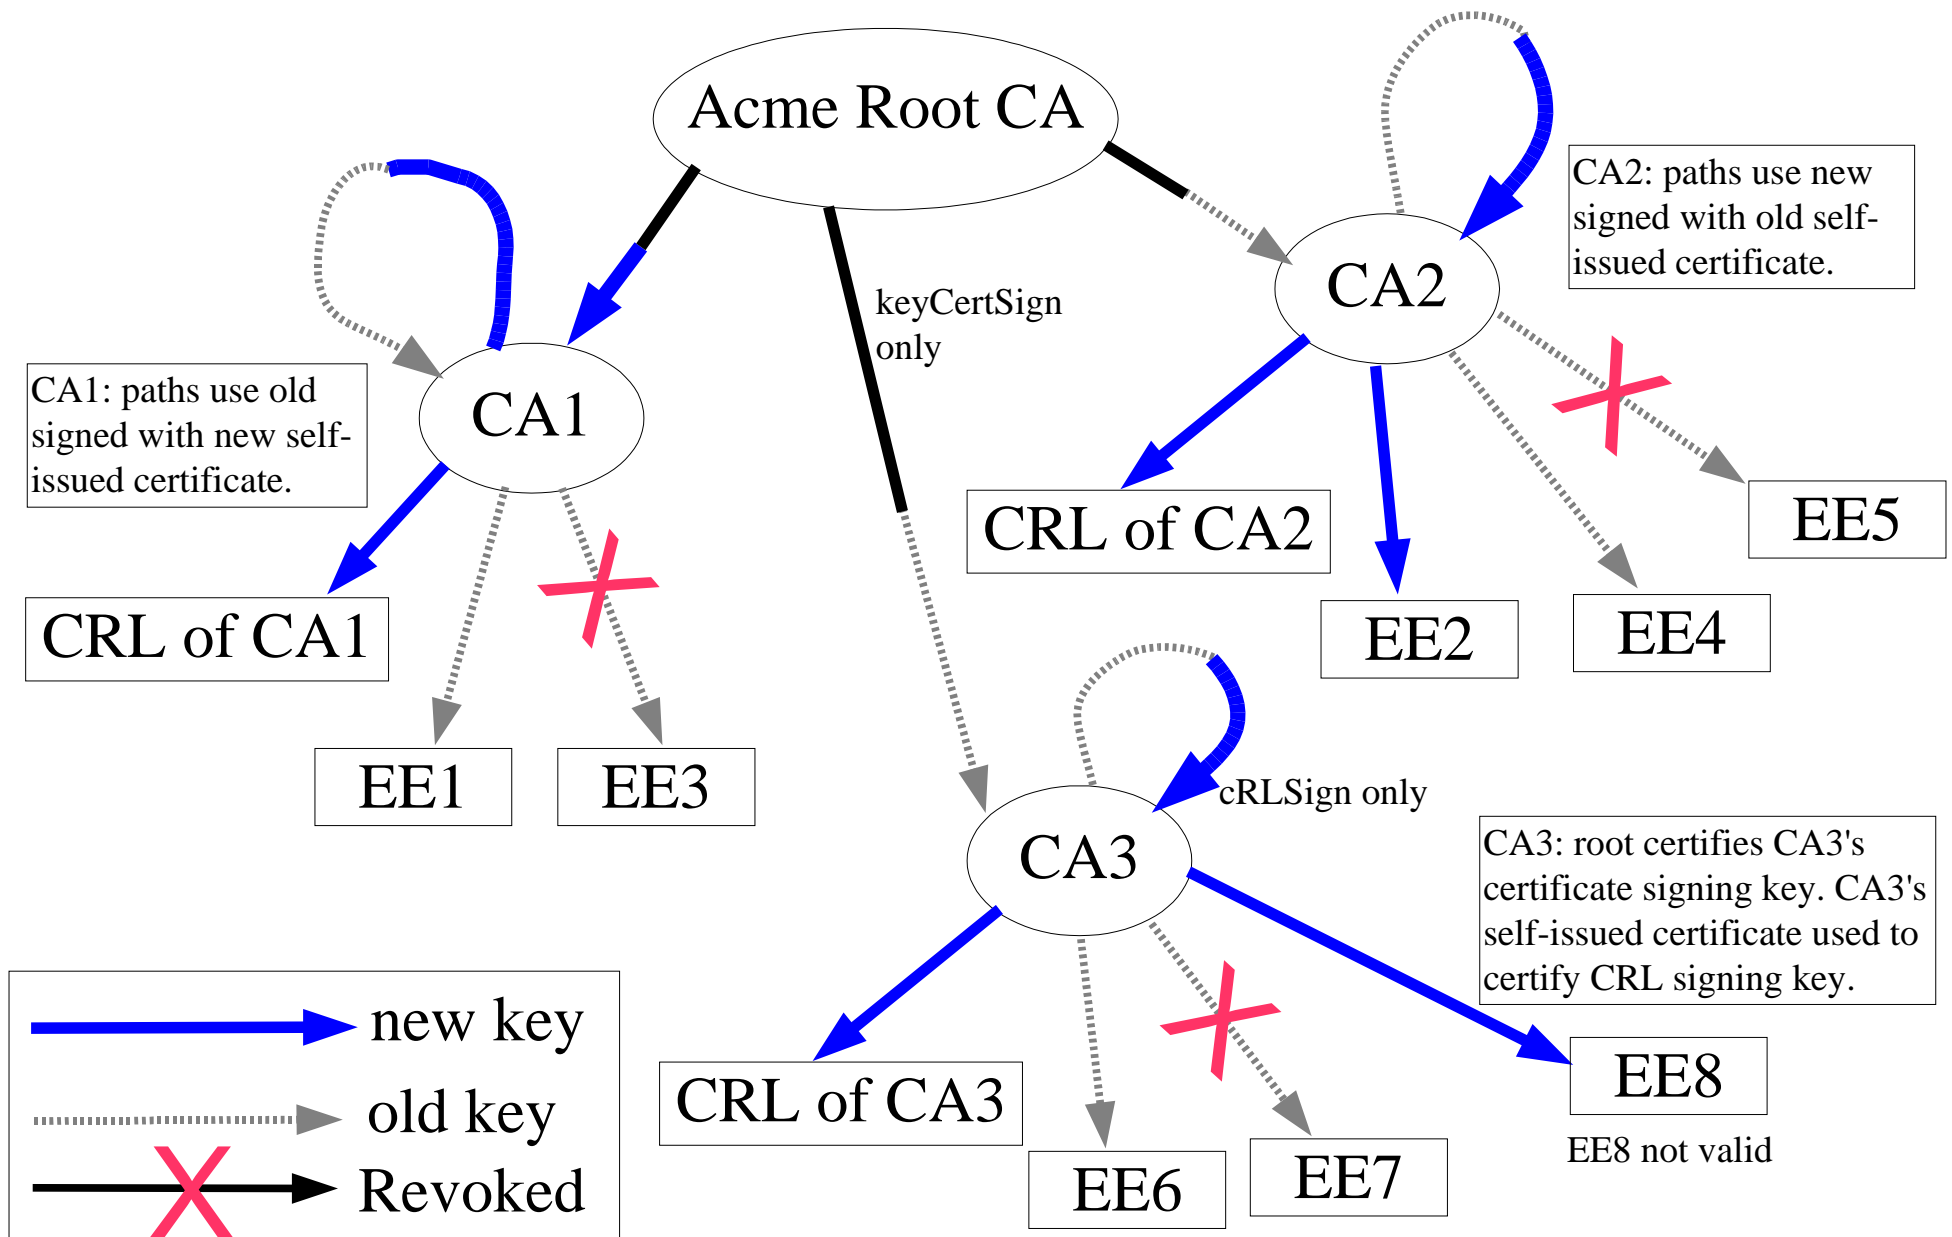 Acme Root CA
CA2: paths use new
signed with old self-
issued certificate.
CA2
keyCertSign
only
CA1: paths use old
signed with new self-
issued certificate.
CA1
CRL of CA2
EE5
CRL of CA1
EE2
EE4
EE1
EE3
cRLSign only
CA3
CA3: root certifies CA3's
certificate signing key. CA3's
self-issued certificate used to
certify CRL signing key.
new key
old key
Revoked
CRL of CA3
EE8
EE8 not valid
EE6
EE7